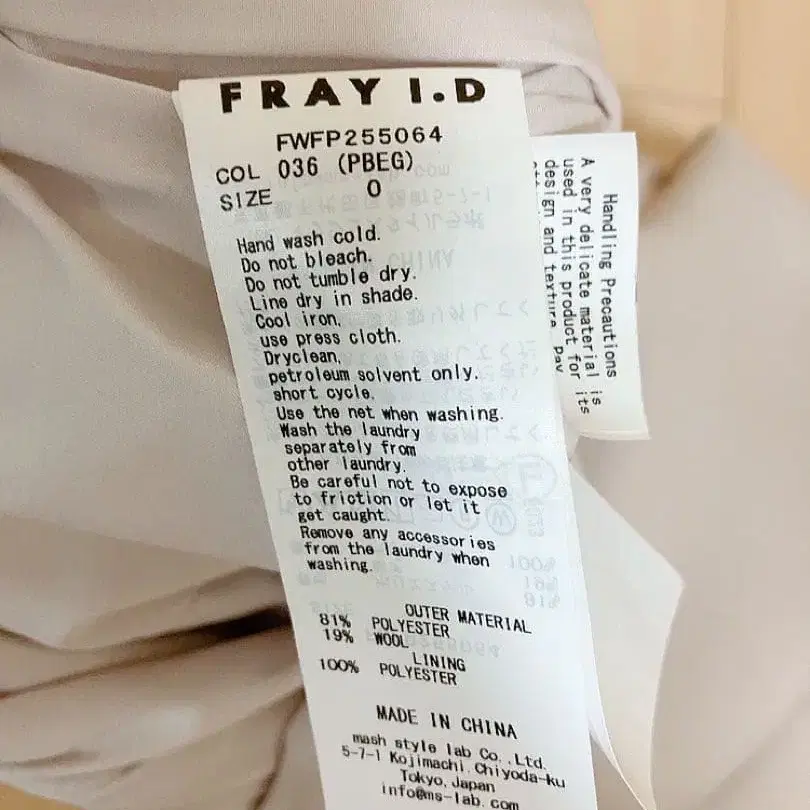 FRAY I.D
FWFP255064
COL 036 (PBEG)
SIZE 0
Hand wash cold.
Do not bleach.
Do not tumble dry.
Line dry in shade.
Cool iron,
use press cloth.
Dryclean,
petroleum solvent only.
short cycle.
Use the net when washing.
Wash the laundry
separately from
other laundry.
Be careful not to expose
to friction or let it
get caught.
Remove any accessories
from the laundry when
washing.
OUTER MATERIAL
81% POLYESTER
19% WOOL
LINING
100% POLYESTER
MADE IN CHINA
mash style lab Co.,Ltd.
5-7-1 Kojimachi,Chiyoda-ku
Tokyo,Japan
info@ms-lab.com
Handling Precautions
A very delicate material is
used in this product for its
design and texture. Pay